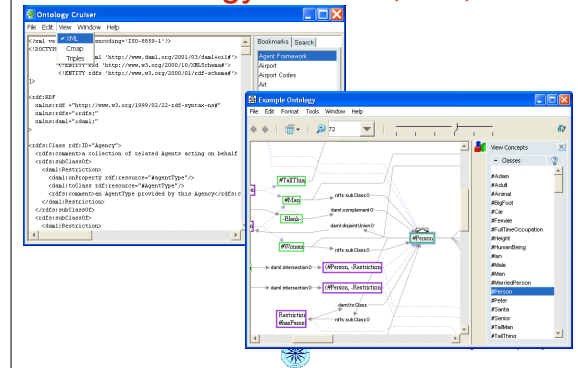 Ontology Cruiser
File Edit View Window Help
XML
Cmap
Triples
<?xml ve encoding='ISO-8859-1'?>
<!DOCTYP
ml 'http://www.daml.org/2001/03/daml+oil#'>
<!ENTITY xsd 'http://www.w3.org/2000/10/XMLSchema#'>
<!ENTITY rdfs 'http://www.w3.org/2000/01/rdf-schema#'>
]>
<rdf:RDF
xmlns:rdf ="http://www.w3.org/1999/02/22-rdf-syntax-ns#"
xmlns:rdfs="&rdfs;"
xmlns:daml="&daml;"
>
<rdfs:Class rdf:ID="Agency">
<rdfs:comment>a collection of related Agents acting on behalf
<rdfs:subClassOf>
<daml:Restriction>
<daml:onProperty rdf:resource="#agentType"/>
<daml:toClass rdf:resource="#AgentType"/>
<rdfs:comment>an AgentType provided by this Agency</rdfs:c
</daml:Restriction>
</rdfs:subClassOf>
<rdfs:subClassOf>
<daml:Restriction>
Bookmarks Search
Agent Framework
Airport
Airport Codes
Art
Example Ontology
File Edit Format Tools Window Help
72
#TallThin
#Man
-Blank-
#Woman
rdfs:subClassOf
daml:complementOf
daml:disjointUnionOf
rdfs:subClassOf
#Person
daml:intersectionOf
(#Person, -Restriction)
daml:intersectionOf
(#Person, -Restriction)
daml:toClass
Restriction
#hasParent
rdfs:subClassOf
View Concepts
- Classes
#Adam
#Adult
#Animal
#BigFoot
#Car
#Female
#FullTimeOccupation
#Height
#HumanBeing
#Ian
#Male
#Man
#MarriedPerson
#Person
#Peter
#Santa
#Senior
#TallMan
#TallThing